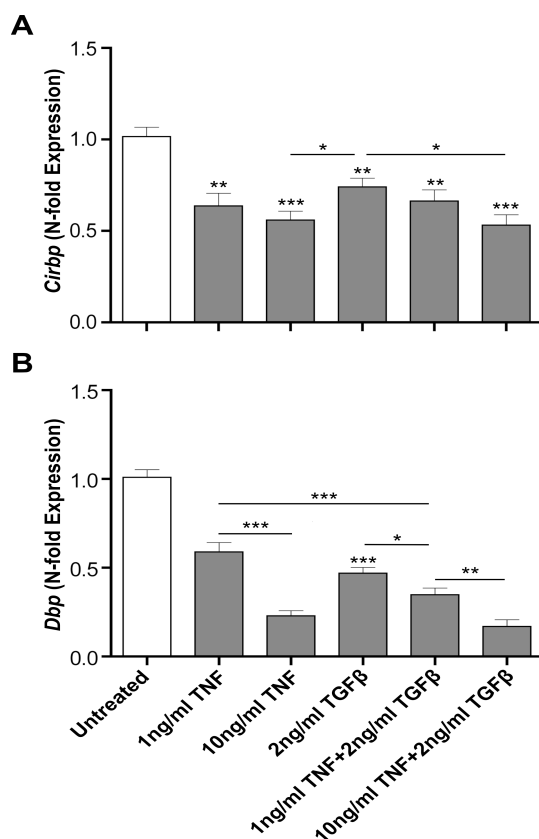 A
Cirbp (N-fold Expression)
1.5
1.0
0.5
0.0
*
*
**
***
**
**
***
B
Dbp (N-fold Expression)
1.5
1.0
0.5
0.0
***
***
*
***
**
Untreated
1ng/ml TNF
10ng/ml TNF
2ng/ml TGFβ
1ng/ml TNF+2ng/ml TGFβ
10ng/ml TNF+2ng/ml TGFβ